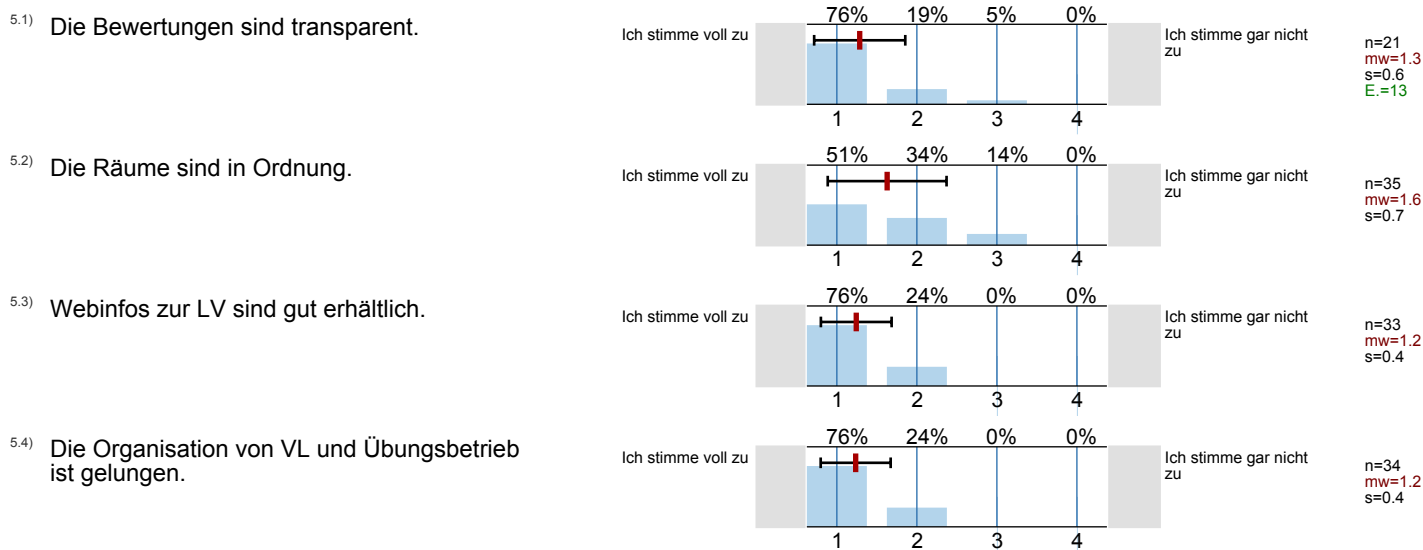 5.1) Die Bewertungen sind transparent.
Ich stimme voll zu
76% 19% 5% 0%
1 2 3 4
Ich stimme gar nicht
zu
n=21
mw=1.3
s=0.6
E.=13
5.2) Die Räume sind in Ordnung.
Ich stimme voll zu
51% 34% 14% 0%
1 2 3 4
Ich stimme gar nicht
zu
n=35
mw=1.6
s=0.7
5.3) Webinfos zur LV sind gut erhältlich.
Ich stimme voll zu
76% 24% 0% 0%
1 2 3 4
Ich stimme gar nicht
zu
n=33
mw=1.2
s=0.4
5.4) Die Organisation von VL und Übungsbetrieb
ist gelungen.
Ich stimme voll zu
76% 24% 0% 0%
1 2 3 4
Ich stimme gar nicht
zu
n=34
mw=1.2
s=0.4